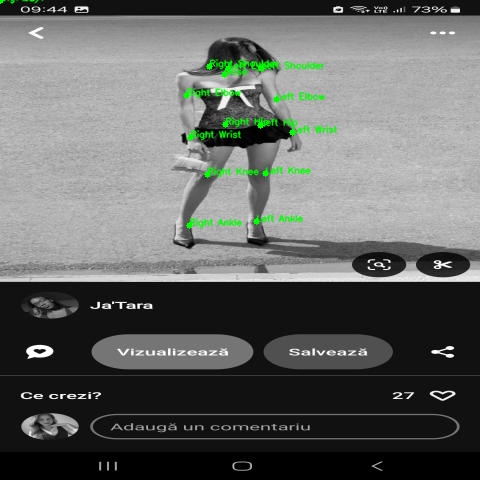 09:44 73%
Right Shoulder Left Shoulder
Right Elbow Left Elbow
Right Hip Left Hip
Right Wrist Left Wrist
Right Knee Left Knee
Right Ankle Left Ankle
Ja'Tara
Vizualizează Salvează
Ce crezi? 27
Adaugă un comentariu